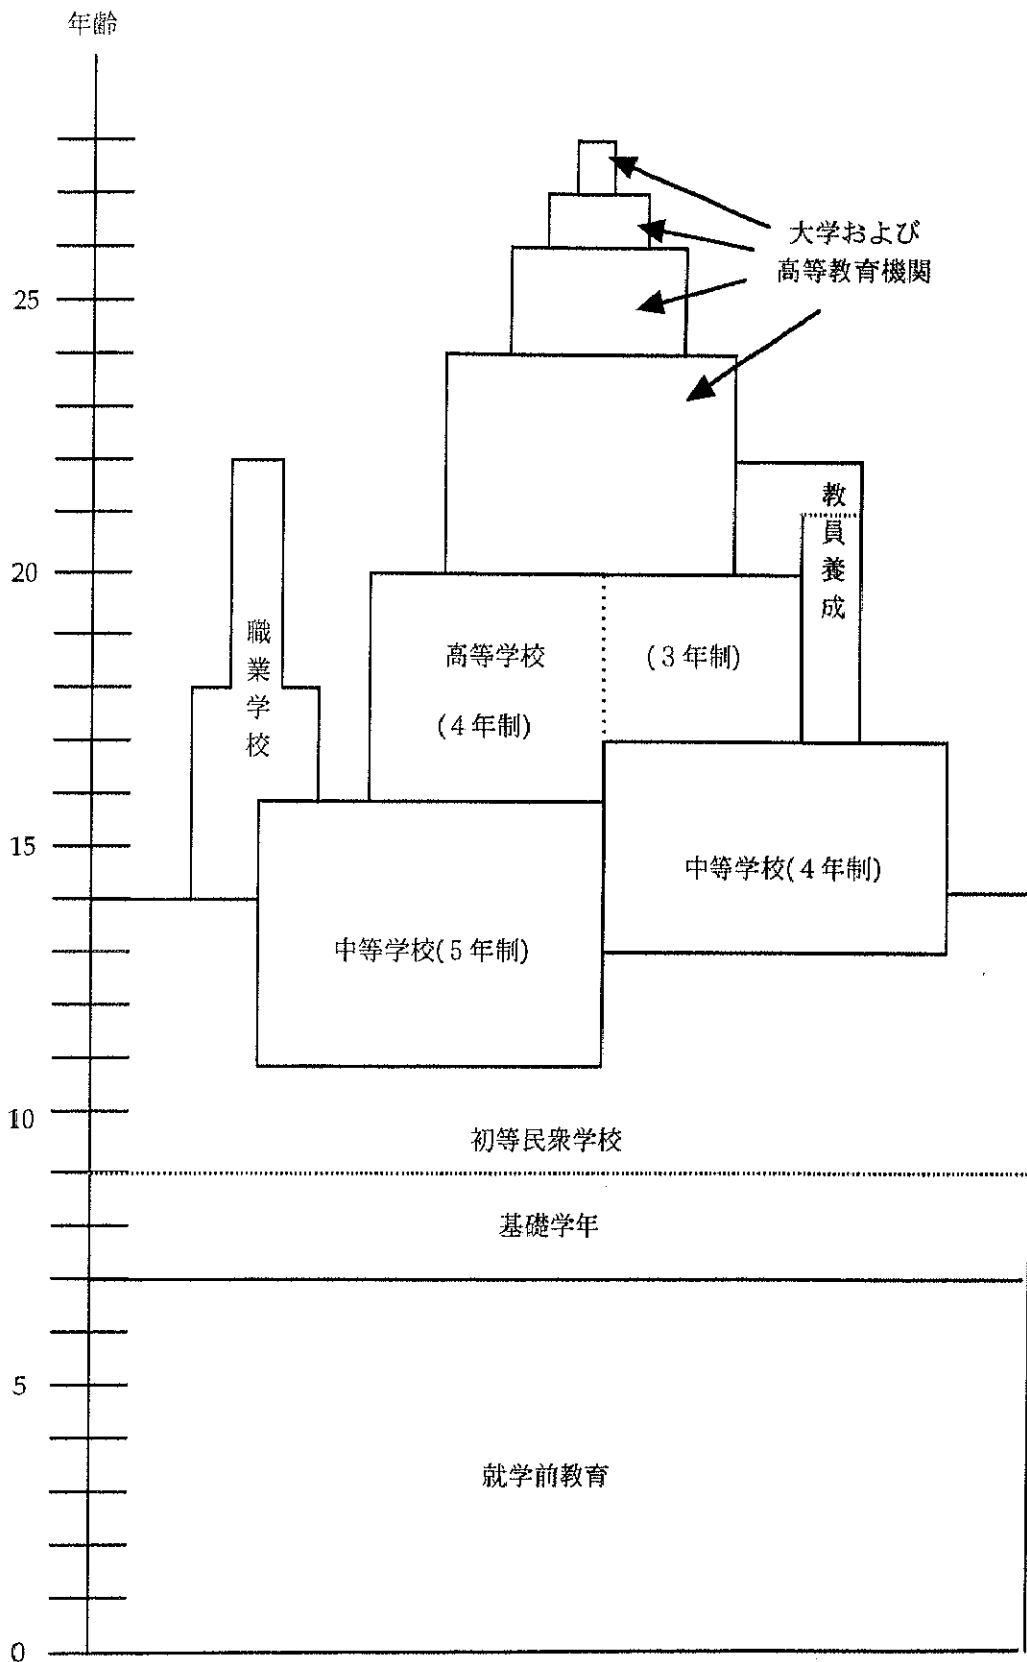 年齢
大学および
高等教育機関
25
教員養成
20
職業学校
高等学校
(3年制)
(4年制)
15
中等学校(4年制)
中等学校(5年制)
10
初等民衆学校
基礎学年
5
就学前教育
0